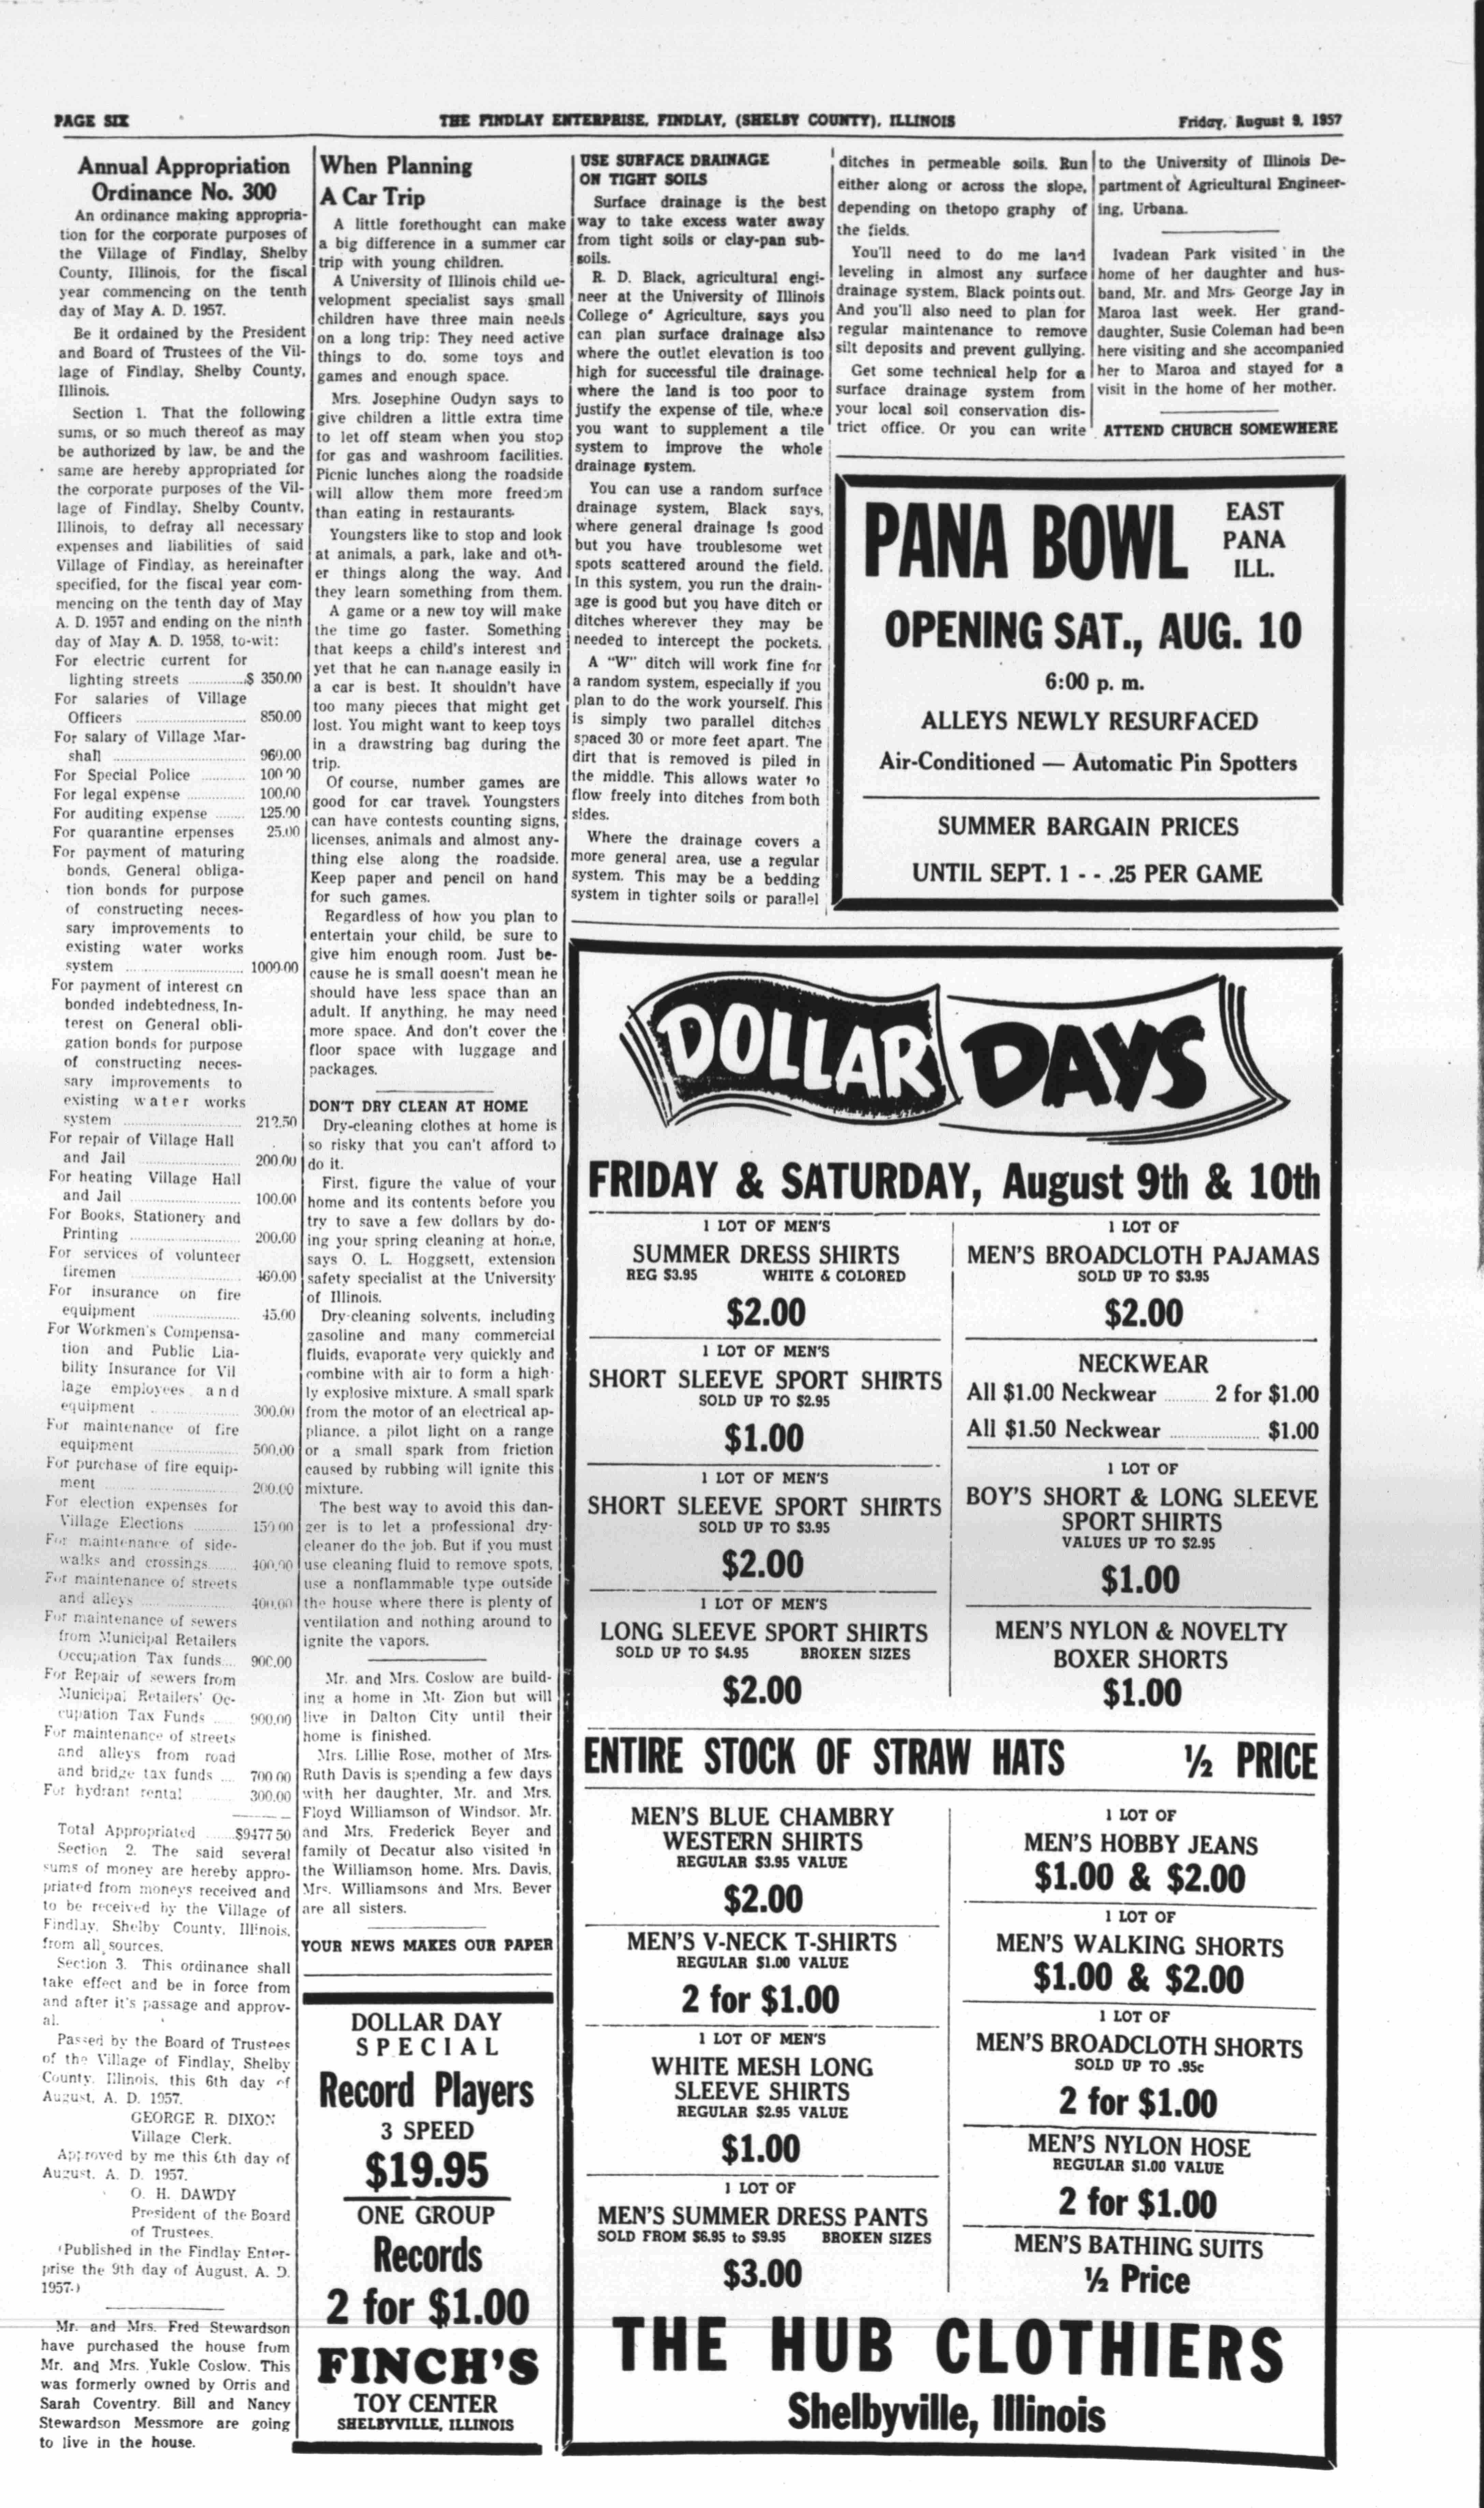 PAGE SIX
THE FINDLAY ENTERPRISE, FINDLAY, (SHELBY COUNTY), ILLINOIS
Friday, August 9, 1957
Annual Appropriation
Ordinance No. 300
An ordinance making appropria-
tion for the corporate purposes of
the Village of Findlay, Shelby
County, Illinois, for the fiscal
year commencing on the tenth
day of May A. D. 1957.
Be it ordained by the President
and Board of Trustees of the Vil-
lage of Findlay, Shelby County,
Illinois.
Section 1. That the following
sums, or so much thereof as may
be authorized by law, be and the
same are hereby appropriated for
the corporate purposes of the Vil-
lage of Findlay, Shelby County,
Illinois, to defray all necessary
expenses and liabilities of said
Village of Findlay, as hereinafter
specified, for the fiscal year com-
mencing on the tenth day of May
A. D. 1957 and ending on the ninth
day of May A. D. 1958, to-wit:
For electric current for
lighting streets ..............$ 350.00
For salaries of Village
Officers ............................ 850.00
For salary of Village Mar-
shall .................................. 960.00
For Special Police ........... 100 00
For legal expense ............... 100.00
For auditing expense ........ 125.00
For quarantine erpenses 25.00
For payment of maturing
bonds, General obliga-
tion bonds for purpose
of constructing neces-
sary improvements to
existing water works
system .............................. 1000.00
For payment of interest on
bonded indebtedness, In-
terest on General obli-
gation bonds for purpose
of constructing neces-
sary improvements to
existing water works
system .............................. 212.50
For repair of Village Hall
and Jail .......................... 200.00
For heating Village Hall
and Jail ............................ 100.00
For Books, Stationery and
Printing ............................ 200.00
For services of volunteer
firemen ............................ 460.00
For insurance on fire
equipment ...................... 45.00
For Workmen's Compensa-
tion and Public Lia-
bility Insurance for Vil
lage employees and
equipment ...................... 300.00
For maintenance of fire
equipment ...................... 500.00
For purchase of fire equip-
ment .................................. 200.00
For election expenses for
Village Elections ........... 150 00
For maintenance of side-
walks and crossings ...... 400.00
For maintenance of streets
and alleys ........................ 400.00
For maintenance of sewers
from Municipal Retailers
Occupation Tax funds.... 900.00
For Repair of sewers from
Municipal Retailers' Oc-
cupation Tax Funds ..... 900.00
For maintenance of streets
and alleys from road
and bridge tax funds .... 700 00
For hydrant rental .......... 300.00
Total Appropriated .......$9477 50
Section 2. The said several
sums of money are hereby appro-
priated from moneys received and
to be received by the Village of
Findlay, Shelby County, Illinois,
from all sources.
Section 3. This ordinance shall
take effect and be in force from
and after it's passage and approv-
al.
Passed by the Board of Trustees
of the Village of Findlay, Shelby
County, Illinois, this 6th day of
August, A. D. 1957.
GEORGE R. DIXON
Village Clerk.
Approved by me this 6th day of
August, A. D. 1957.
O. H. DAWDY
President of the Board
of Trustees.
(Published in the Findlay Enter-
prise the 9th day of August, A. D.
1957.)
Mr. and Mrs. Fred Stewardson
have purchased the house from
Mr. and Mrs. Yukle Coslow. This
was formerly owned by Orris and
Sarah Coventry. Bill and Nancy
Stewardson Messmore are going
to live in the house.
When Planning
A Car Trip
A little forethought can make
a big difference in a summer car
trip with young children.
A University of Illinois child ue-
velopment specialist says small
children have three main needs
on a long trip: They need active
things to do, some toys and
games and enough space.
Mrs. Josephine Oudyn says to
give children a little extra time
to let off steam when you stop
for gas and washroom facilities.
Picnic lunches along the roadside
will allow them more freedom
than eating in restaurants.
Youngsters like to stop and look
at animals, a park, lake and oth-
er things along the way. And
they learn something from them.
A game or a new toy will make
the time go faster. Something
that keeps a child's interest and
yet that he can manage easily in
a car is best. It shouldn't have
too many pieces that might get
lost. You might want to keep toys
in a drawstring bag during the
trip.
Of course, number games are
good for car travel. Youngsters
can have contests counting signs,
licenses, animals and almost any-
thing else along the roadside.
Keep paper and pencil on hand
for such games.
Regardless of how you plan to
entertain your child, be sure to
give him enough room. Just be-
cause he is small doesn't mean he
should have less space than an
adult. If anything, he may need
more space. And don't cover the
floor space with luggage and
packages.
DON'T DRY CLEAN AT HOME
Dry-cleaning clothes at home is
so risky that you can't afford to
do it.
First, figure the value of your
home and its contents before you
try to save a few dollars by do-
ing your spring cleaning at home,
says O. L. Hoggsett, extension
safety specialist at the University
of Illinois.
Dry-cleaning solvents, including
gasoline and many commercial
fluids, evaporate very quickly and
combine with air to form a high-
ly explosive mixture. A small spark
from the motor of an electrical ap-
pliance, a pilot light on a range
or a small spark from friction
caused by rubbing will ignite this
mixture.
The best way to avoid this dan-
ger is to let a professional dry-
cleaner do the job. But if you must
use cleaning fluid to remove spots,
use a nonflammable type outside
the house where there is plenty of
ventilation and nothing around to
ignite the vapors.
Mr. and Mrs. Coslow are build-
ing a home in Mt. Zion but will
live in Dalton City until their
home is finished.
Mrs. Lillie Rose, mother of Mrs.
Ruth Davis is spending a few days
with her daughter, Mr. and Mrs.
Floyd Williamson of Windsor. Mr.
and Mrs. Frederick Beyer and
family of Decatur also visited in
the Williamson home. Mrs. Davis,
Mrs. Williamsons and Mrs. Bever
are all sisters.
YOUR NEWS MAKES OUR PAPER
DOLLAR DAY
SPECIAL
Record Players
3 SPEED
$19.95
ONE GROUP
Records
2 for $1.00
FINCH'S
TOY CENTER
SHELBYVILLE, ILLINOIS
USE SURFACE DRAINAGE
ON TIGHT SOILS
Surface drainage is the best
way to take excess water away
from tight soils or clay-pan sub-
soils.
R. D. Black, agricultural engi-
neer at the University of Illinois
College o' Agriculture, says you
can plan surface drainage also
where the outlet elevation is too
high for successful tile drainage.
where the land is too poor to
justify the expense of tile, where
you want to supplement a tile
system to improve the whole
drainage system.
You can use a random surface
drainage system, Black says,
where general drainage is good
but you have troublesome wet
spots scattered around the field.
In this system, you run the drain-
age is good but you have ditch or
ditches wherever they may be
needed to intercept the pockets.
A "W" ditch will work fine for
a random system, especially if you
plan to do the work yourself. This
is simply two parallel ditches
spaced 30 or more feet apart. The
dirt that is removed is piled in
the middle. This allows water to
flow freely into ditches from both
sides.
Where the drainage covers a
more general area, use a regular
system. This may be a bedding
system in tighter soils or parallel
ditches in permeable soils. Run
either along or across the slope,
depending on thetopo graphy of
the fields.
You'll need to do me land
leveling in almost any surface
drainage system, Black points out.
And you'll also need to plan for
regular maintenance to remove
silt deposits and prevent gullying.
Get some technical help for a
surface drainage system from
your local soil conservation dis-
trict office. Or you can write
to the University of Illinois De-
partment of Agricultural Engineer-
ing, Urbana.
Ivadean Park visited in the
home of her daughter and hus-
band, Mr. and Mrs. George Jay in
Maroa last week. Her grand-
daughter, Susie Coleman had been
here visiting and she accompanied
her to Maroa and stayed for a
visit in the home of her mother.
ATTEND CHURCH SOMEWHERE
PANA BOWL
EAST
PANA
ILL.
OPENING SAT., AUG. 10
6:00 p. m.
ALLEYS NEWLY RESURFACED
Air-Conditioned — Automatic Pin Spotters
SUMMER BARGAIN PRICES
UNTIL SEPT. 1 - - .25 PER GAME
DOLLAR DAYS
FRIDAY & SATURDAY, August 9th & 10th
1 LOT OF MEN'S
SUMMER DRESS SHIRTS
REG $3.95 WHITE & COLORED
$2.00
1 LOT OF MEN'S
SHORT SLEEVE SPORT SHIRTS
SOLD UP TO $2.95
$1.00
1 LOT OF MEN'S
SHORT SLEEVE SPORT SHIRTS
SOLD UP TO $3.95
$2.00
1 LOT OF MEN'S
LONG SLEEVE SPORT SHIRTS
SOLD UP TO $4.95 BROKEN SIZES
$2.00
1 LOT OF
MEN'S BROADCLOTH PAJAMAS
SOLD UP TO $3.95
$2.00
NECKWEAR
All $1.00 Neckwear .......... 2 for $1.00
All $1.50 Neckwear .................... $1.00
1 LOT OF
BOY'S SHORT & LONG SLEEVE
SPORT SHIRTS
VALUES UP TO $2.95
$1.00
MEN'S NYLON & NOVELTY
BOXER SHORTS
$1.00
ENTIRE STOCK OF STRAW HATS ½ PRICE
MEN'S BLUE CHAMBRY
WESTERN SHIRTS
REGULAR $3.95 VALUE
$2.00
MEN'S V-NECK T-SHIRTS
REGULAR $1.00 VALUE
2 for $1.00
1 LOT OF MEN'S
WHITE MESH LONG
SLEEVE SHIRTS
REGULAR $2.95 VALUE
$1.00
1 LOT OF
MEN'S SUMMER DRESS PANTS
SOLD FROM $6.95 to $9.95 BROKEN SIZES
$3.00
1 LOT OF
MEN'S HOBBY JEANS
$1.00 & $2.00
1 LOT OF
MEN'S WALKING SHORTS
$1.00 & $2.00
1 LOT OF
MEN'S BROADCLOTH SHORTS
SOLD UP TO .95c
2 for $1.00
MEN'S NYLON HOSE
REGULAR $1.00 VALUE
2 for $1.00
MEN'S BATHING SUITS
½ Price
THE HUB CLOTHIERS
Shelbyville, Illinois